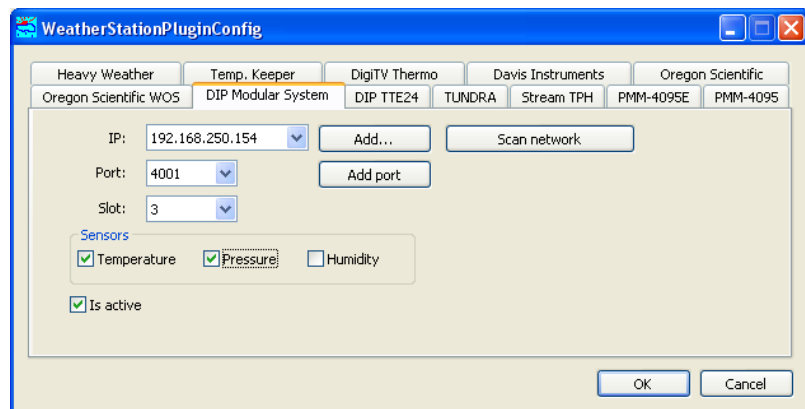 WeatherStationPluginConfig
Heavy Weather Temp. Keeper DigiTV Thermo Davis Instruments Oregon Scientific
Oregon Scientific WOS DIP Modular System DIP TTE24 TUNDRA Stream TPH PMM-4095E PMM-4095
IP: 192.168.250.154 Add... Scan network
Port: 4001 Add port
Slot: 3
Sensors
Temperature Pressure Humidity
Is active
OK Cancel